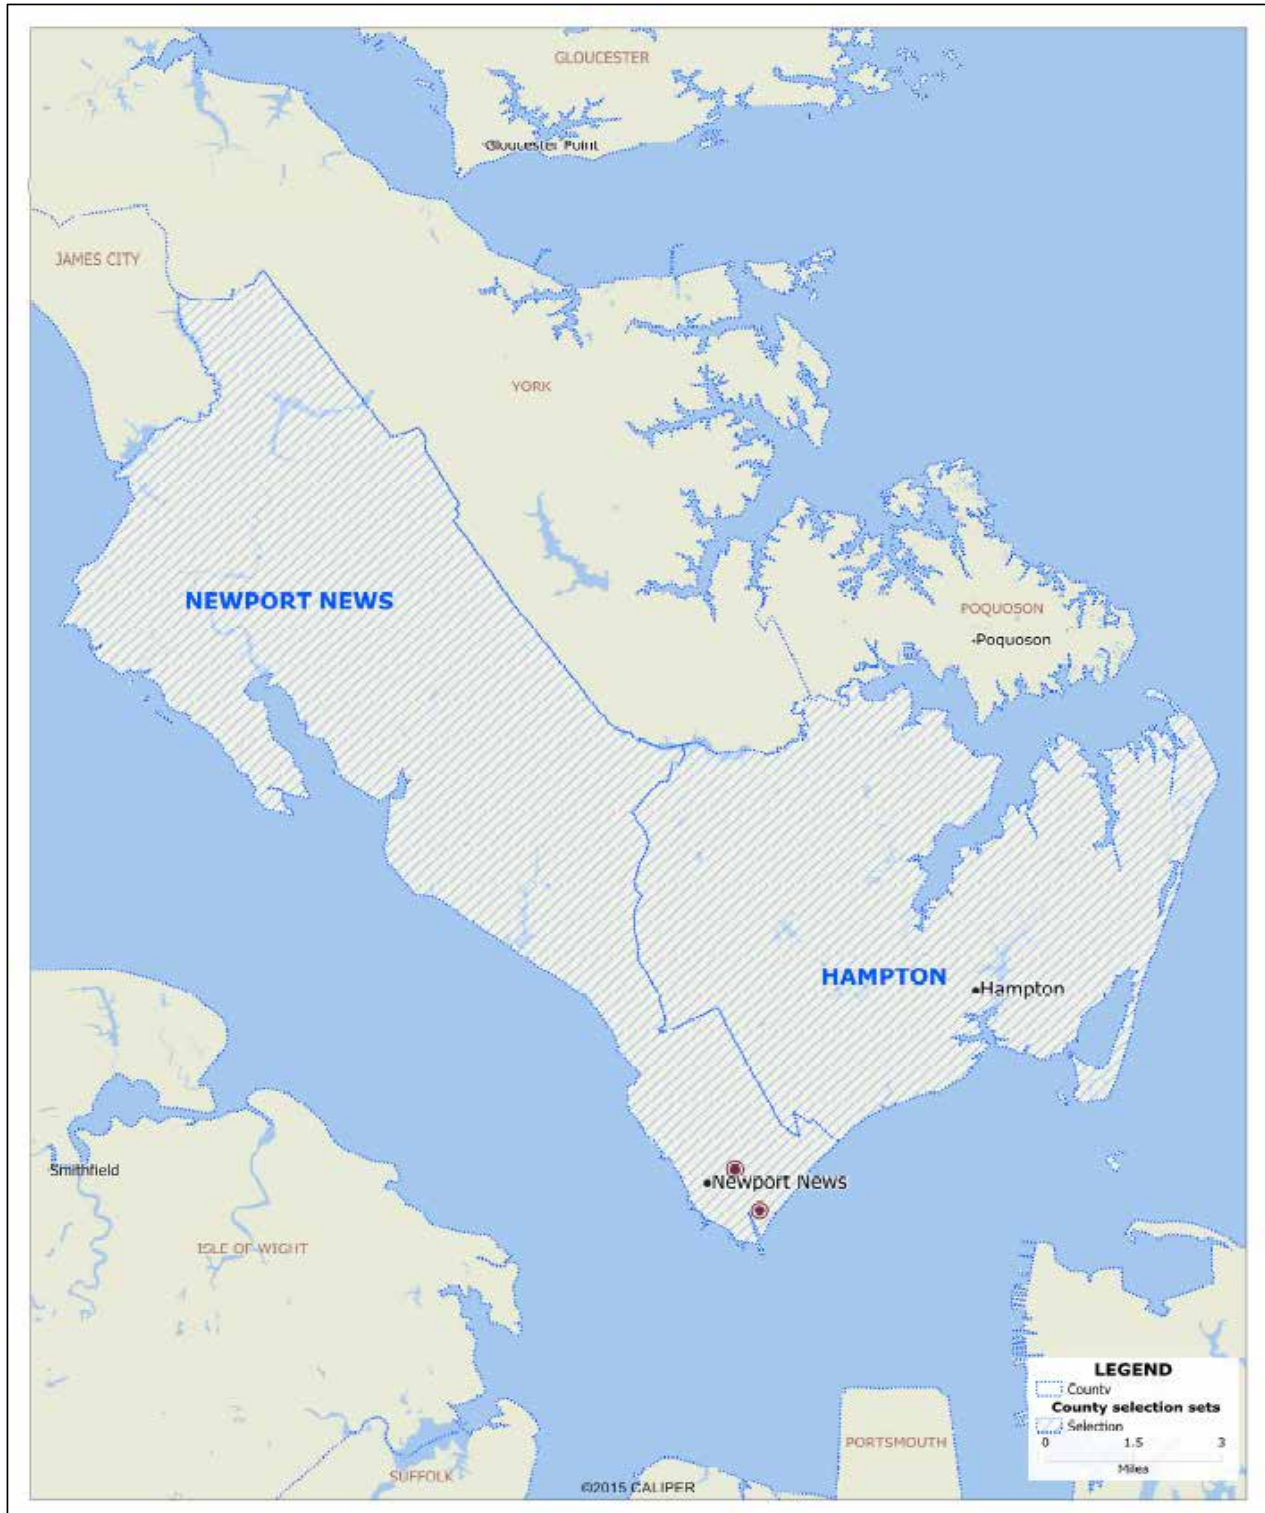 GLOUCESTER
Gloucester Point
JAMES CITY
YORK
NEWPORT NEWS
POQUOSON
Poquoson
HAMPTON
Hampton
Smithfield
Newport News
ISLE OF WIGHT
LEGEND
County
County selection sets
Selection
0 1.5 3
Miles
PORTSMOUTH
SUFFOLK
©2015 CALIPER